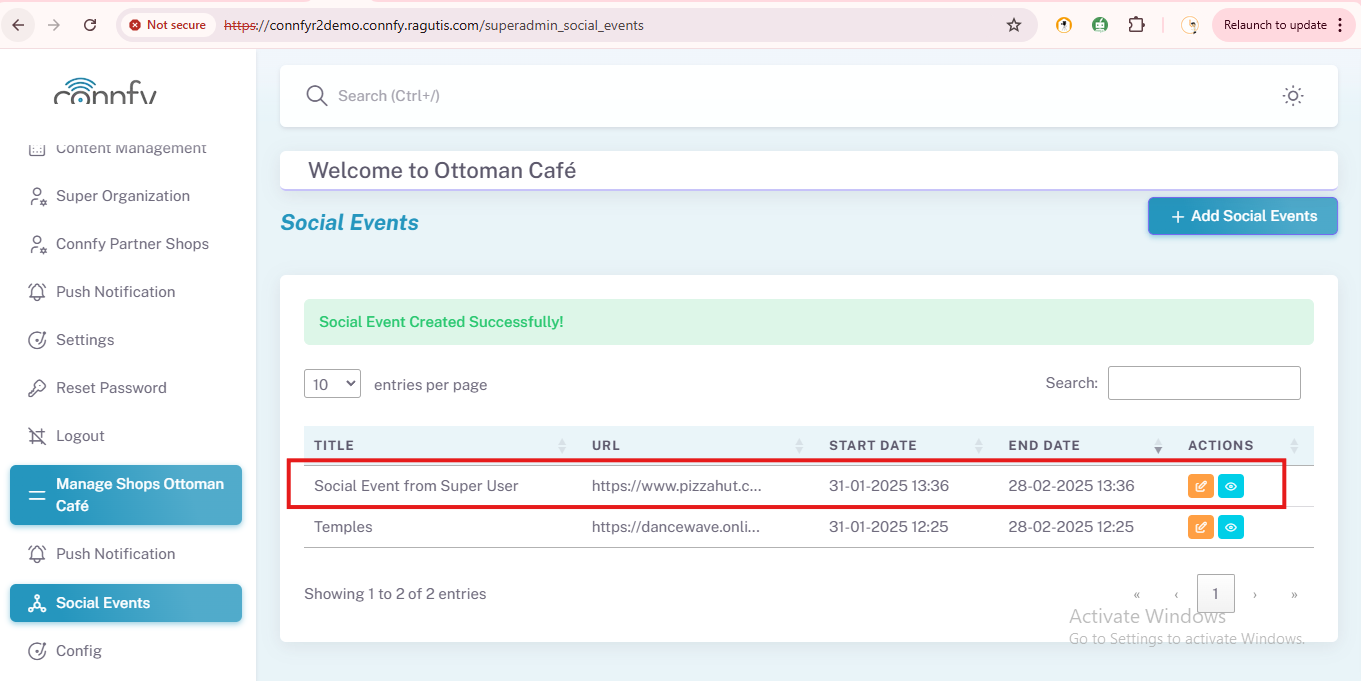 Not secure
https://connfyr2demo.connfy.ragutis.com/superadmin_social_events
Relaunch to update
connfy
Search (Ctrl+/)
Content Management
Super Organization
Connfy Partner Shops
Push Notification
Settings
Reset Password
Logout
Manage Shops Ottoman
Café
Push Notification
Social Events
Config
Welcome to Ottoman Café
Social Events
+ Add Social Events
Social Event Created Successfully!
10 entries per page
Search:
TITLE URL START DATE END DATE ACTIONS
Social Event from Super User https://www.pizzahut.c... 31-01-2025 13:36 28-02-2025 13:36
Temples https://dancewave.onli... 31-01-2025 12:25 28-02-2025 12:25
Showing 1 to 2 of 2 entries
« ‹ 1 › »
Activate Windows
Go to Settings to activate Windows.